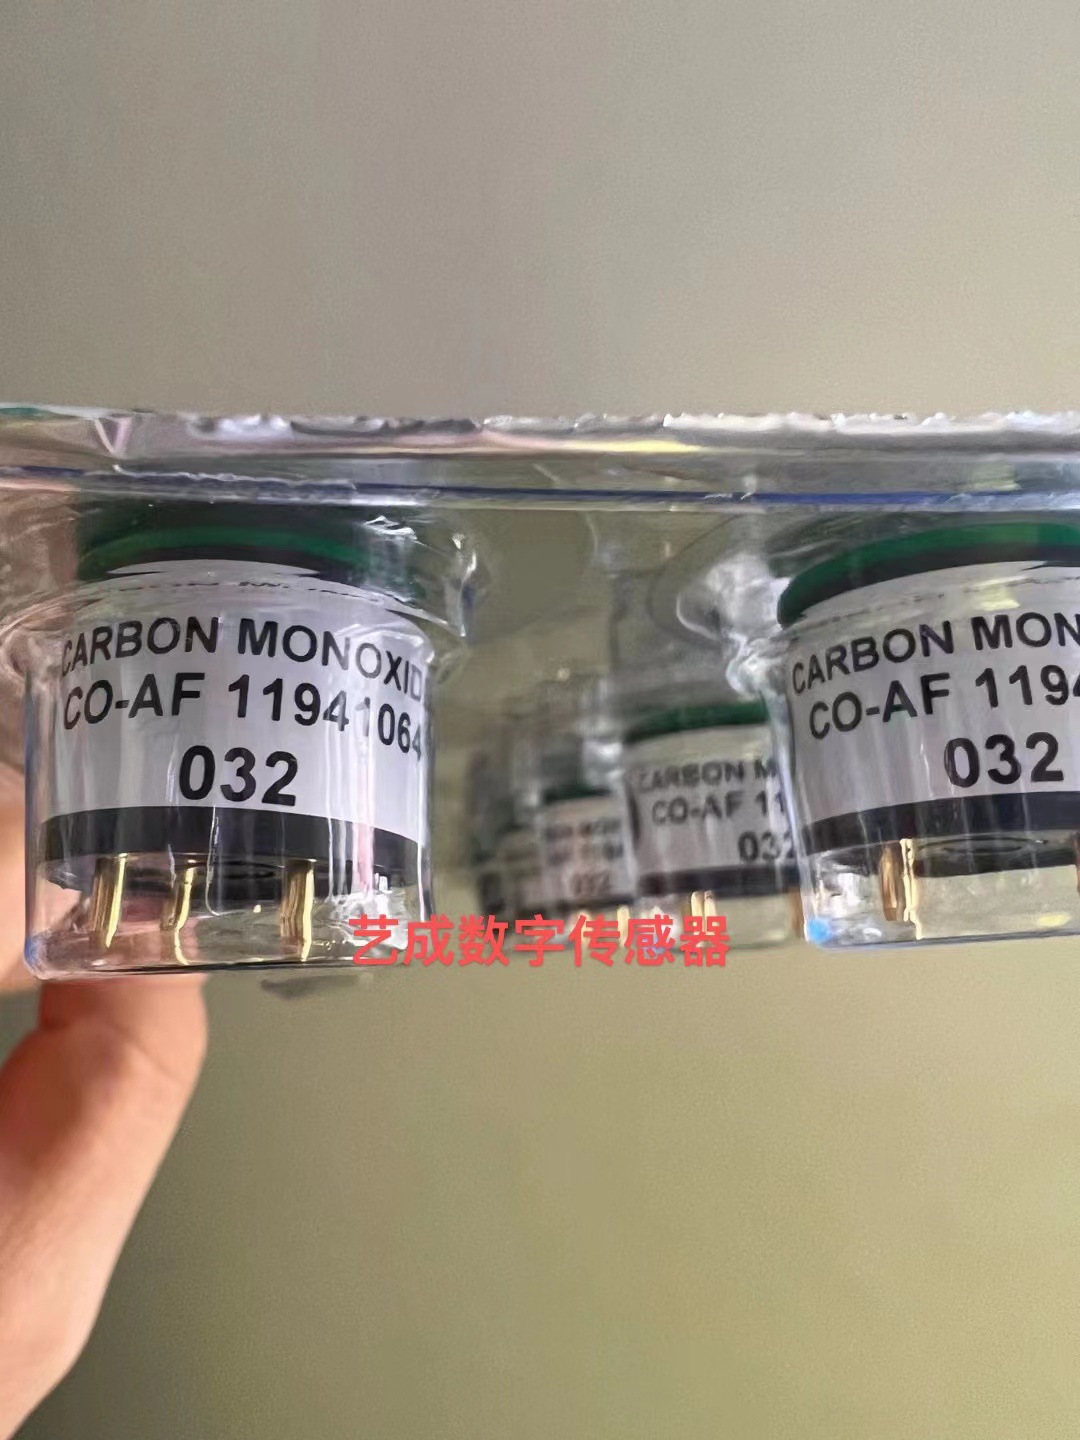 CARBON MONOXID
CO-AF 11941064
032
CARBON MON
CO-AF 1194
032
CARBON M
CO-AF 11
032
032
艺成数字传感器